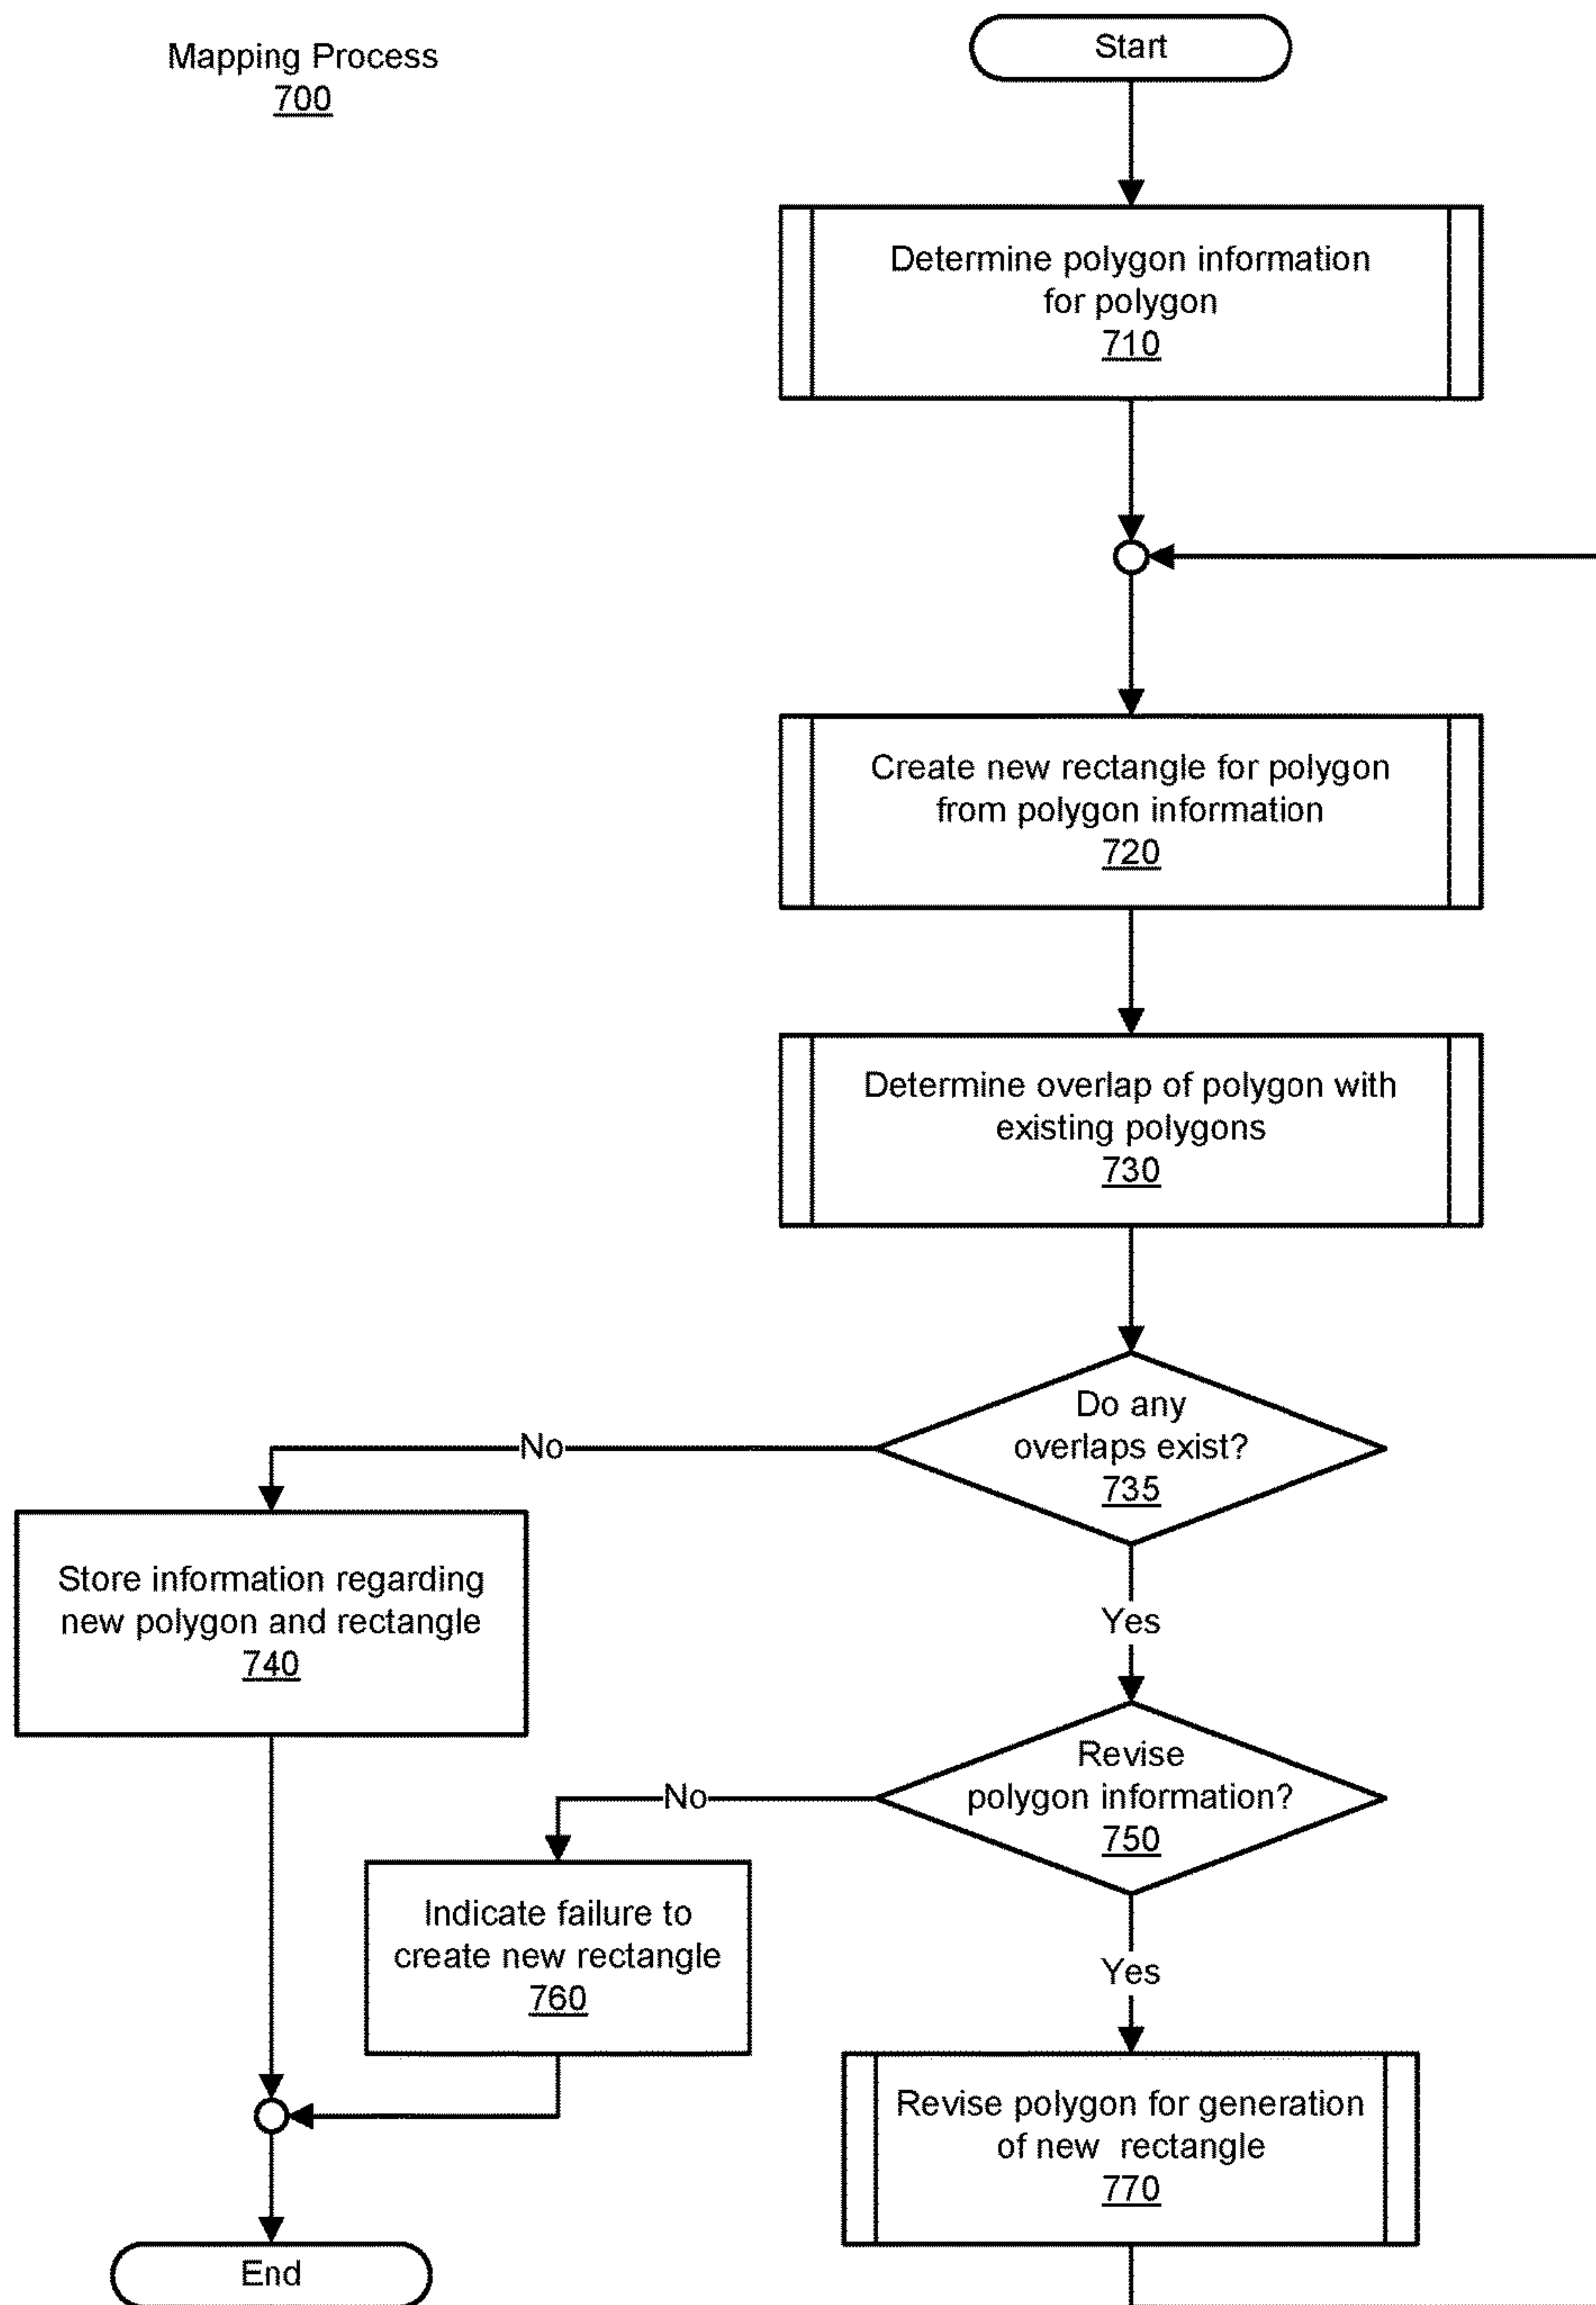 Mapping Process
700
Start
Determine polygon information
for polygon
710
Create new rectangle for polygon
from polygon information
720
Determine overlap of polygon with
existing polygons
730
Do any
overlaps exist?
735
No
Store information regarding
new polygon and rectangle
740
Yes
Revise
polygon information?
750
No
Indicate failure to
create new rectangle
760
Yes
Revise polygon for generation
of new rectangle
770
End